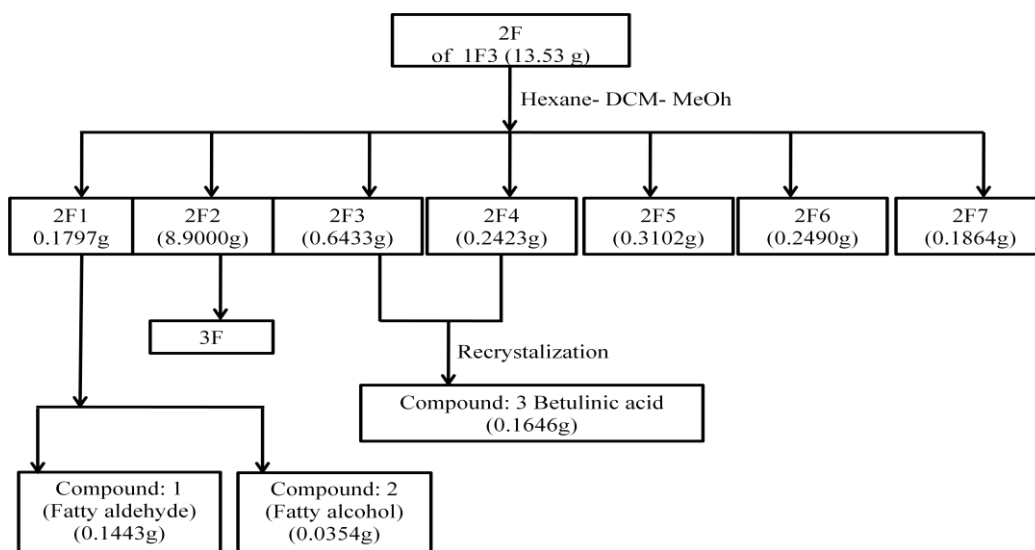 2F
of 1F3 (13.53 g)
Hexane- DCM- MeOh
2F1
0.1797g
2F2
(8.9000g)
2F3
(0.6433g)
2F4
(0.2423g)
2F5
(0.3102g)
2F6
(0.2490g)
2F7
(0.1864g)
3F
Recrystalization
Compound: 3 Betulinic acid
(0.1646g)
Compound: 1
(Fatty aldehyde)
(0.1443g)
Compound: 2
(Fatty alcohol)
(0.0354g)